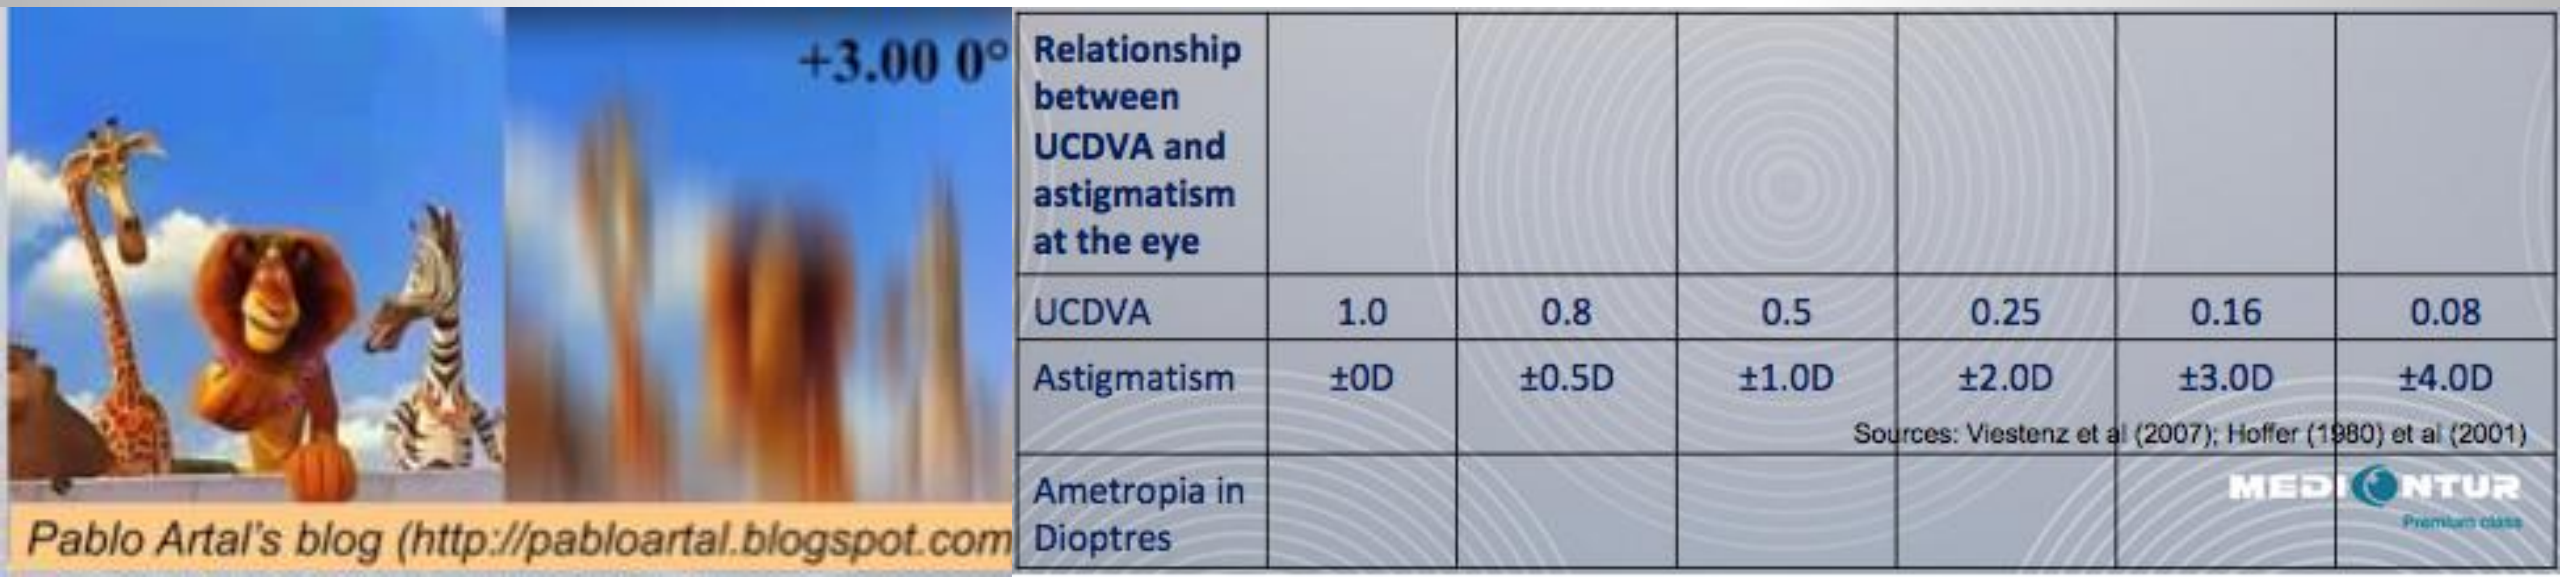 +3.00 0°
Pablo Artal's blog (http://pabloartal.blogspot.com
Relationship
between
UCDVA and
astigmatism
at the eye
UCDVA 1.0 0.8 0.5 0.25 0.16 0.08
Astigmatism ±0D ±0.5D ±1.0D ±2.0D ±3.0D ±4.0D
Sources: Viestenz et al (2007); Hoffer (1980) et al (2001)
Ametropia in
Dioptres
MEDICONTUR
Premium class